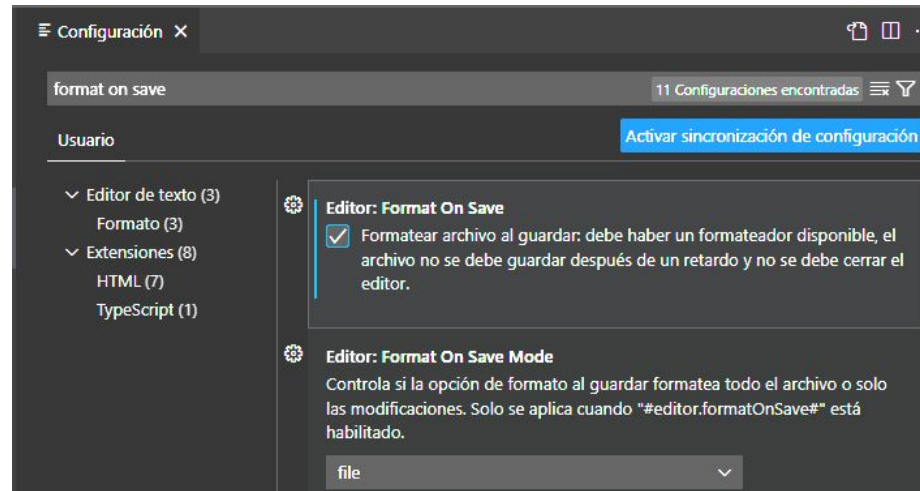 Configuración
format on save
11 Configuraciones encontradas
Usuario
Activar sincronización de configuración
Editor de texto (3)
Formato (3)
Extensiones (8)
HTML (7)
TypeScript (1)
Editor: Format On Save
Formatear archivo al guardar: debe haber un formateador disponible, el
archivo no se debe guardar después de un retardo y no se debe cerrar el
editor.
Editor: Format On Save Mode
Controla si la opción de formato al guardar formatea todo el archivo o solo
las modificaciones. Solo se aplica cuando "#editor.formatOnSave#" está
habilitado.
file